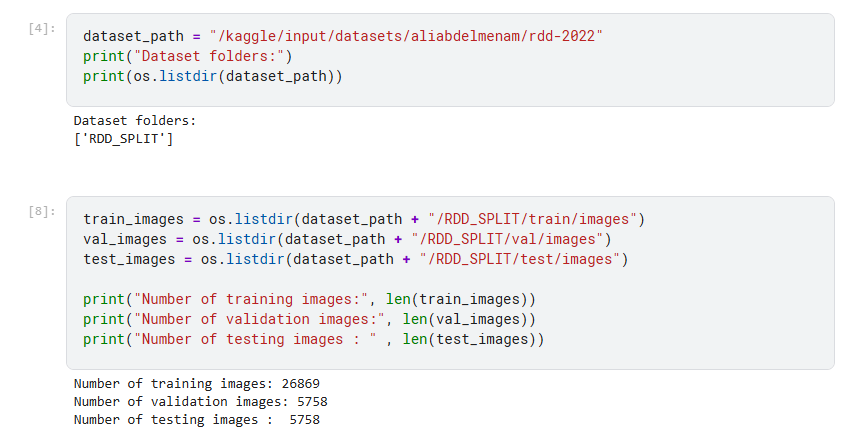 [4]:
dataset_path = "/kaggle/input/datasets/aliabdelmenam/rdd-2022"
print("Dataset folders:")
print(os.listdir(dataset_path))
Dataset folders:
['RDD_SPLIT']
[8]:
train_images = os.listdir(dataset_path + "/RDD_SPLIT/train/images")
val_images = os.listdir(dataset_path + "/RDD_SPLIT/val/images")
test_images = os.listdir(dataset_path + "/RDD_SPLIT/test/images")
print("Number of training images:", len(train_images))
print("Number of validation images:", len(val_images))
print("Number of testing images : " , len(test_images))
Number of training images: 26869
Number of validation images: 5758
Number of testing images :  5758